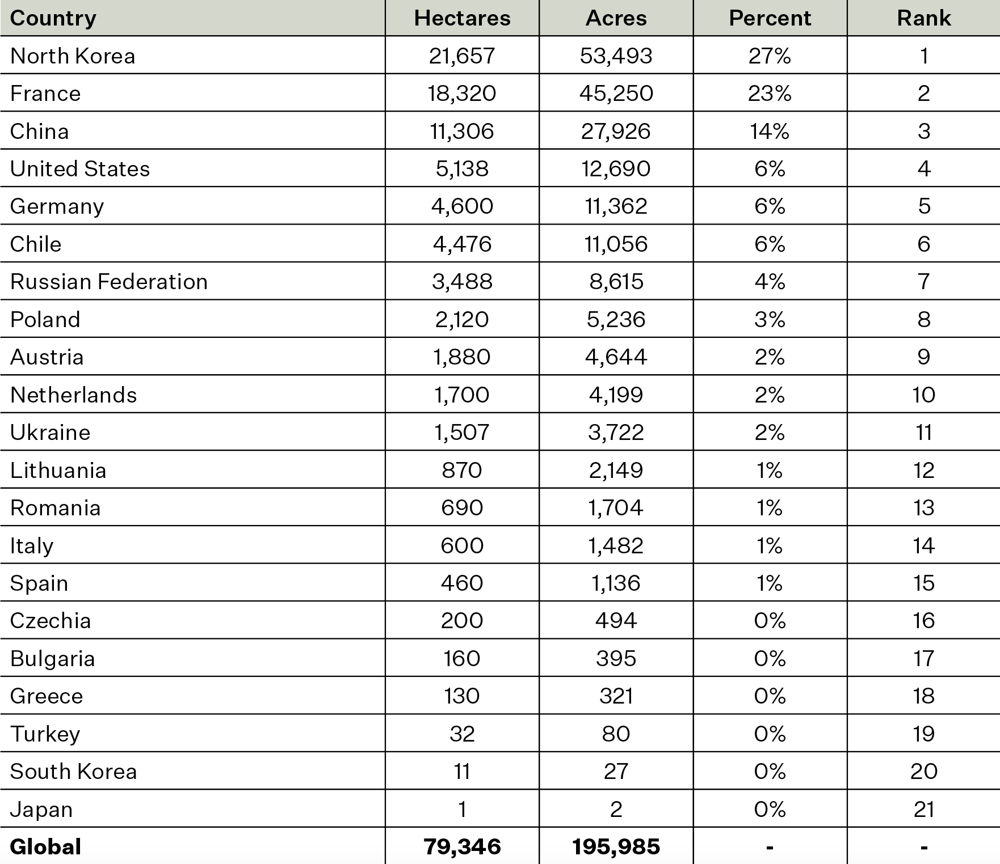 Country Hectares Acres Percent Rank
North Korea 21,657 53,493 27% 1
France 18,320 45,250 23% 2
China 11,306 27,926 14% 3
United States 5,138 12,690 6% 4
Germany 4,600 11,362 6% 5
Chile 4,476 11,056 6% 6
Russian Federation 3,488 8,615 4% 7
Poland 2,120 5,236 3% 8
Austria 1,880 4,644 2% 9
Netherlands 1,700 4,199 2% 10
Ukraine 1,507 3,722 2% 11
Lithuania 870 2,149 1% 12
Romania 690 1,704 1% 13
Italy 600 1,482 1% 14
Spain 460 1,136 1% 15
Czechia 200 494 0% 16
Bulgaria 160 395 0% 17
Greece 130 321 0% 18
Turkey 32 80 0% 19
South Korea 11 27 0% 20
Japan 1 2 0% 21
Global 79,346 195,985 - -